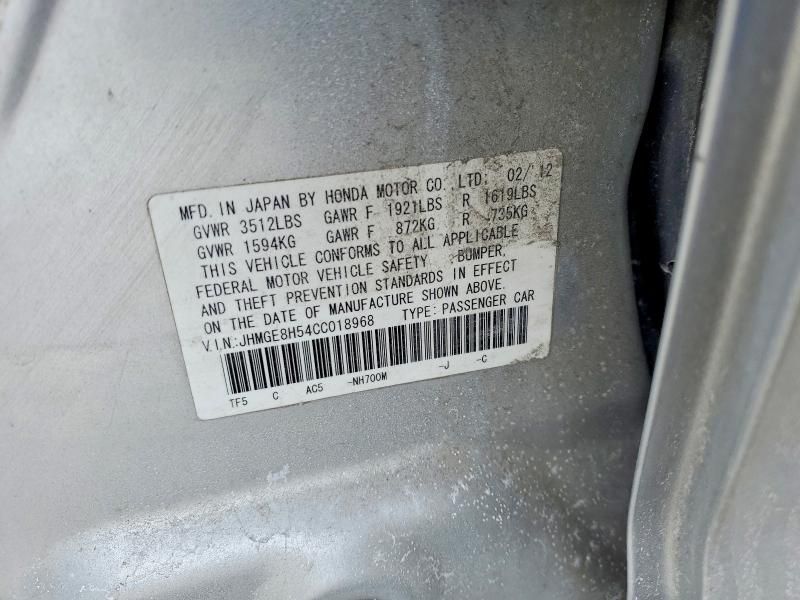 MFD. IN JAPAN BY HONDA MOTOR CO. LTD. 02/12
GVWR 3512LBS GAWR F 1921LBS R 1619LBS
GVWR 1594KG GAWR F 872KG R 735KG
THIS VEHICLE CONFORMS TO ALL APPLICABLE
FEDERAL MOTOR VEHICLE SAFETY, BUMPER,
AND THEFT PREVENTION STANDARDS IN EFFECT
ON THE DATE OF MANUFACTURE SHOWN ABOVE.
V.I.N.:JHMGE8H54CC018968 TYPE: PASSENGER CAR
TF5 C AC5 -NH700M -J -C